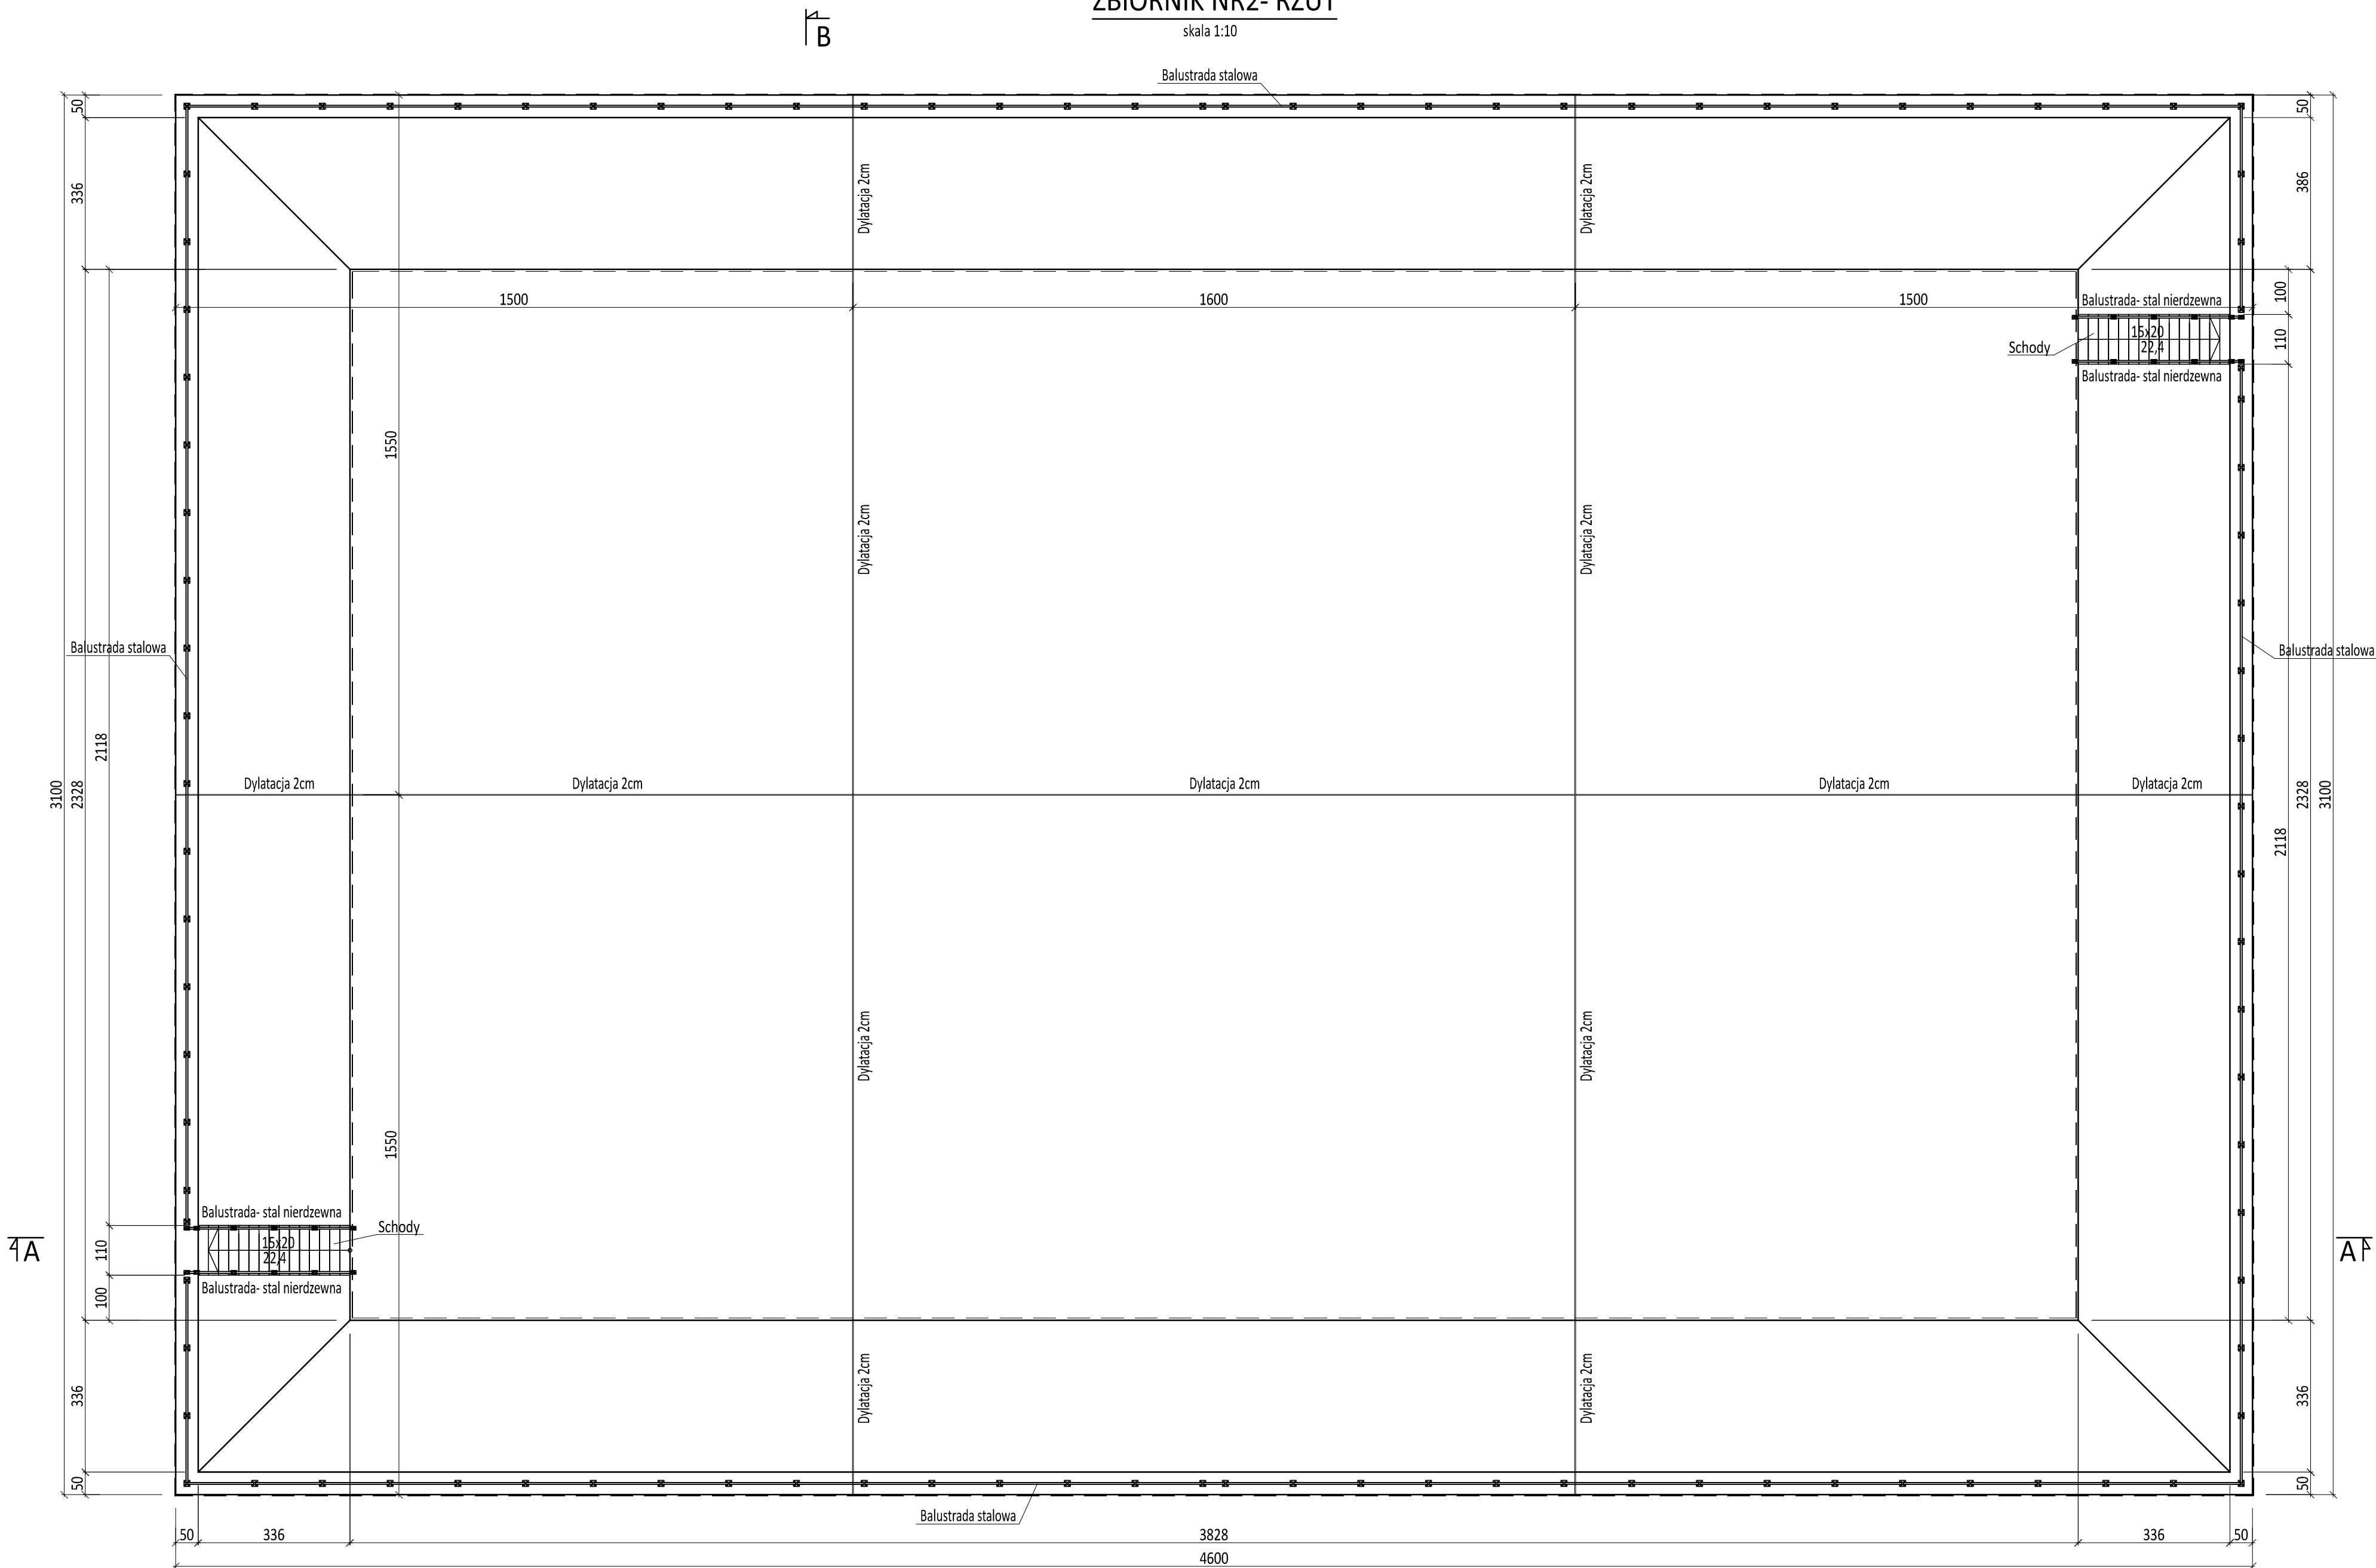 ZBIORNIK NR2- RZUT
skala 1:10
B
Balustrada stalowa
50
50
336
386
Dylatacja 2cm
Dylatacja 2cm
1500
1600
1500
Balustrada- stal nierdzewna
100
15x20
22,4
Schody
110
Balustrada- stal nierdzewna
1550
Dylatacja 2cm
Dylatacja 2cm
Balustrada stalowa
Balustrada stalowa
2118
3100
2328
Dylatacja 2cm
Dylatacja 2cm
Dylatacja 2cm
Dylatacja 2cm
Dylatacja 2cm
2328
3100
2118
Dylatacja 2cm
Dylatacja 2cm
1550
Balustrada- stal nierdzewna
Schody
A
110
15x20
22,4
A
Balustrada- stal nierdzewna
100
336
Dylatacja 2cm
Dylatacja 2cm
336
50
50
Balustrada stalowa
50
336
3828
336
50
4600